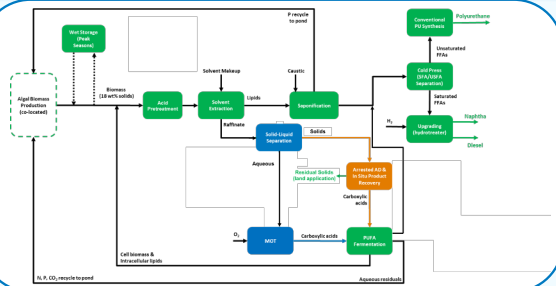 P recycle
to pond
Conventional
PU Synthesis
Polyurethane
Wet Storage
(Peak
Seasons)
Unsaturated
FFAs
Solvent Makeup
Caustic
Cold Press
(SFA/USFA
Separation)
Algal Biomass
Production
(co-located)
Biomass
(18 wt% solids)
Acid
Pretreatment
Solvent
Extraction
Lipids
Saponification
Saturated
FFAs
Raffinate
H2
Upgrading
(hydrotreater)
Naphtha
Diesel
Solid-Liquid
Separation
Solids
Aqueous
Residual Solids
(land application)
Arrested AD &
In Situ Product
Recovery
Carboxylic
acids
O2
MOT
Carboxylic acids
PUFA
Fermentation
Cell biomass &
Intracellular lipids
N, P, CO2 recycle to pond
Aqueous residuals